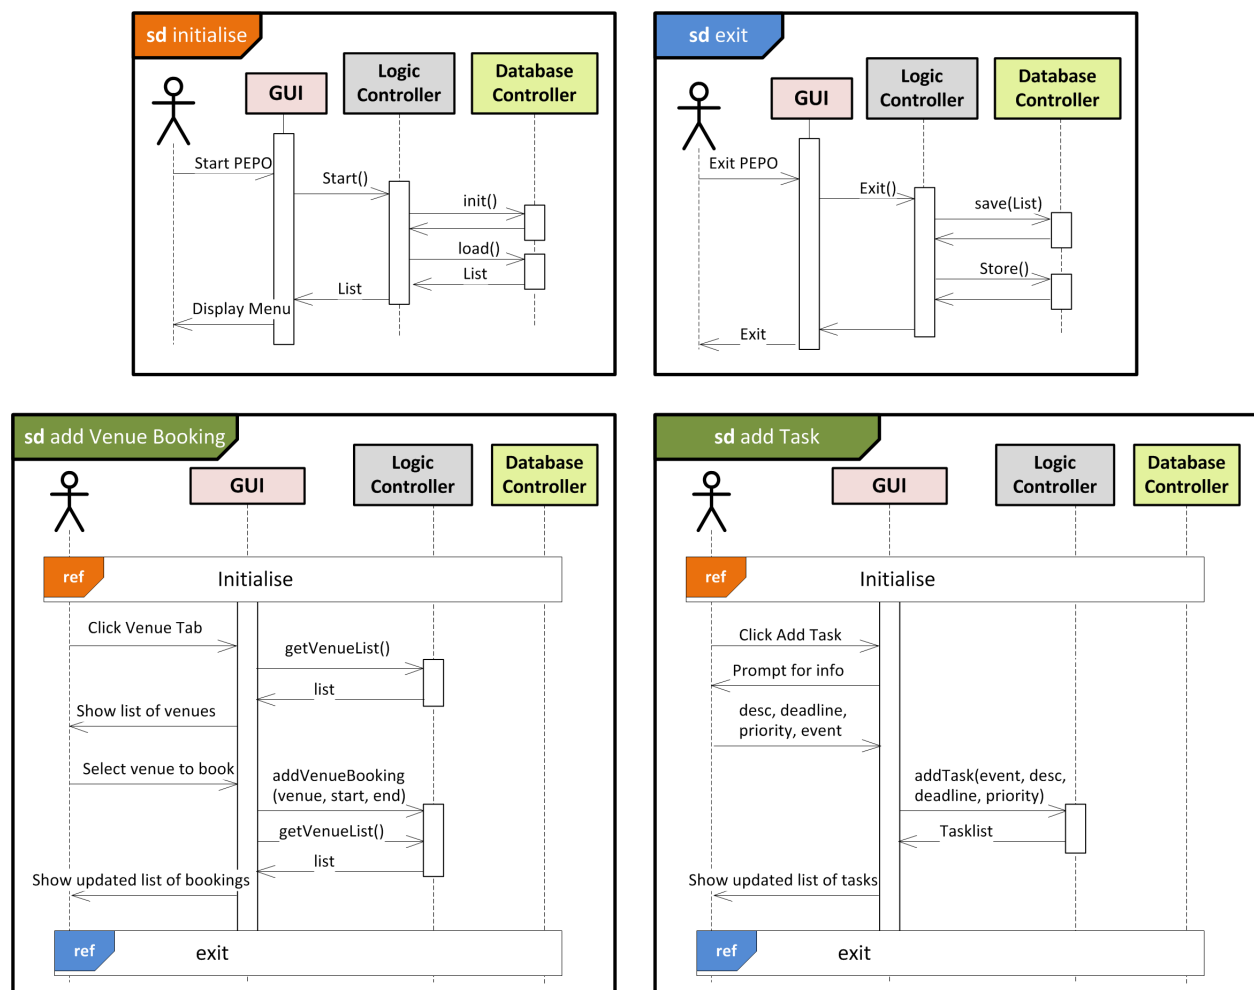 sd initialise
GUI
Logic
Controller
Database
Controller
Start PEPO
Start()
init()
load()
List
List
Display Menu
sd exit
GUI
Logic
Controller
Database
Controller
Exit PEPO
Exit()
save(List)
Store()
Exit
sd add Venue Booking
GUI
Logic
Controller
Database
Controller
ref
Initialise
Click Venue Tab
getVenueList()
list
Show list of venues
Select venue to book
addVenueBooking
(venue, start, end)
getVenueList()
list
Show updated list of bookings
ref
exit
sd add Task
GUI
Logic
Controller
Database
Controller
ref
Initialise
Click Add Task
Prompt for info
desc, deadline,
priority, event
addTask(event, desc,
deadline, priority)
Tasklist
Show updated list of tasks
ref
exit